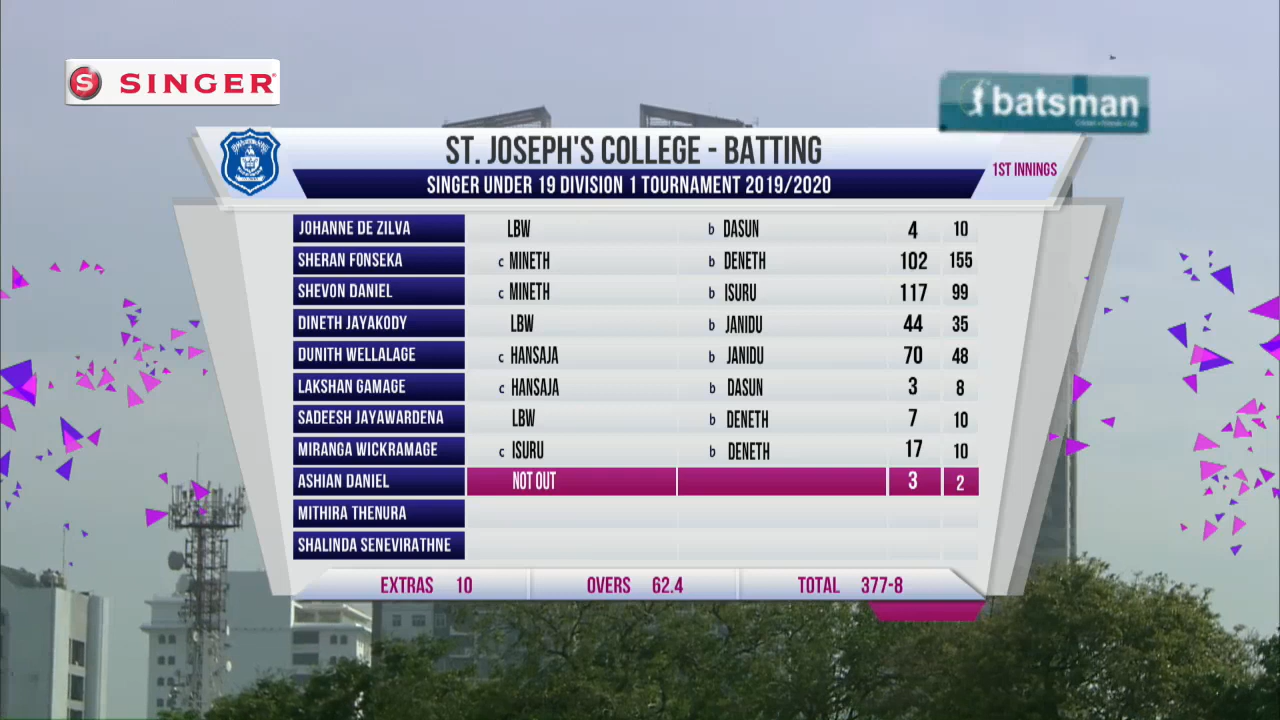 S SINGER
batsman
ST. JOSEPH'S COLLEGE - BATTING
SINGER UNDER 19 DIVISION 1 TOURNAMENT 2019/2020
1ST INNINGS
JOHANNE DE ZILVA LBW b DASUN 4 10
SHERAN FONSEKA c MINETH b DENETH 102 155
SHEVON DANIEL c MINETH b ISURU 117 99
DINETH JAYAKODY LBW b JANIDU 44 35
DUNITH WELLALAGE c HANSAJA b JANIDU 70 48
LAKSHAN GAMAGE c HANSAJA b DASUN 3 8
SADEESH JAYAWARDENA LBW b DENETH 7 10
MIRANGA WICKRAMAGE c ISURU b DENETH 17 10
ASHIAN DANIEL NOT OUT 3 2
MITHIRA THENURA
SHALINDA SENEVIRATHNE
EXTRAS 10 OVERS 62.4 TOTAL 377-8